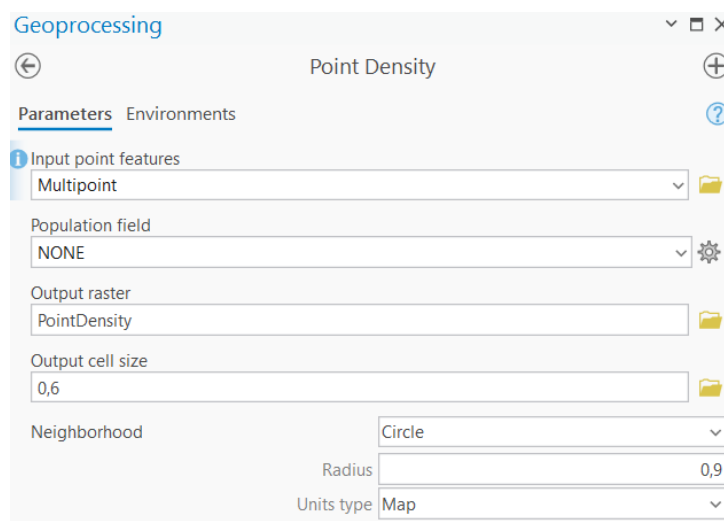 Geoprocessing
Point Density
Parameters Environments
Input point features
Multipoint
Population field
NONE
Output raster
PointDensity
Output cell size
0,6
Neighborhood Circle
Radius 0,9
Units type Map